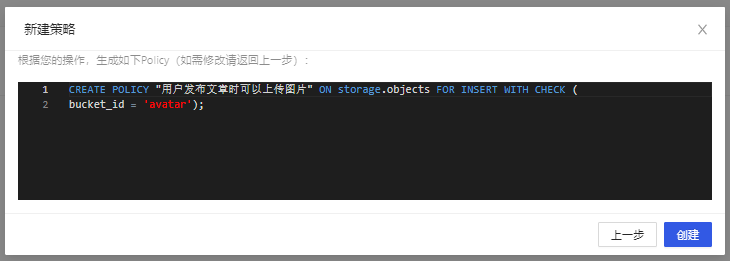 新建策略
根据您的操作，生成如下Policy（如需修改请返回上一步）：
1 CREATE POLICY "用户发布文章时可以上传图片" ON storage.objects FOR INSERT WITH CHECK (
2 bucket_id = 'avatar');
上一步 创建